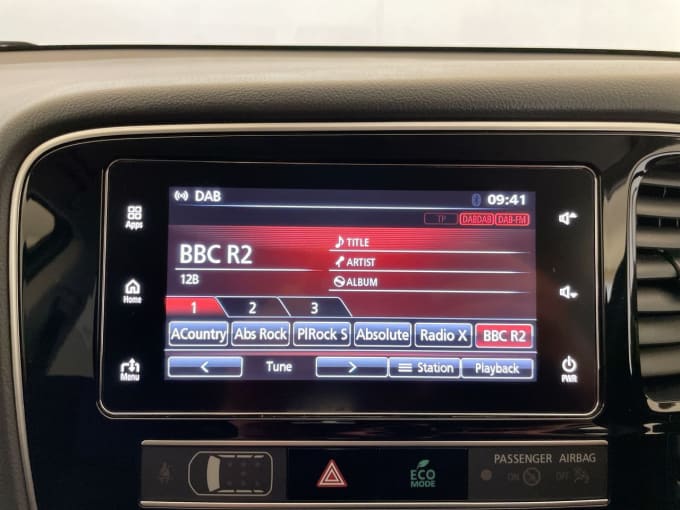 DAB 09:41
TP DABDAB DAB-FM
Apps
BBC R2
TITLE
ARTIST
12B
ALBUM
Home
1 2 3
ACountry Abs Rock PlRock S Absolute Radio X BBC R2
< Tune > Station Playback
Menu
PWR
PASSENGER AIRBAG
ECO
MODE
ON OFF